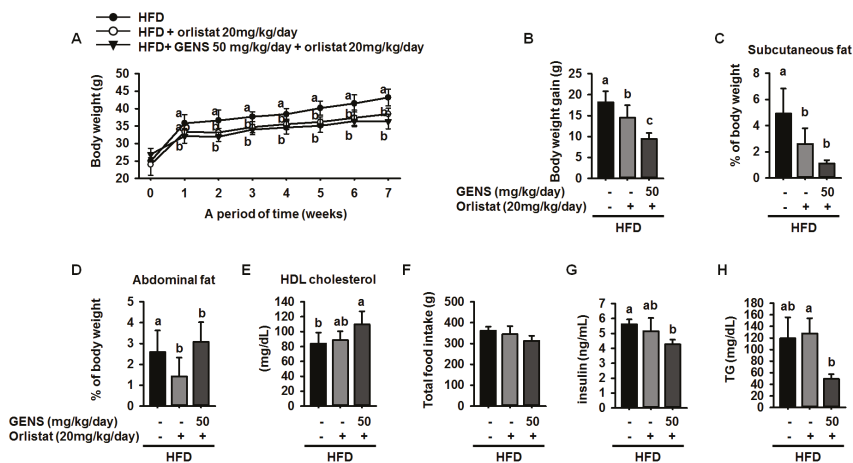 HFD
HFD + orlistat 20mg/kg/day
HFD+ GENS 50 mg/kg/day + orlistat 20mg/kg/day
A
Body weight (g)
50
45
40
35
30
25
20
a a a a a a a
a b b b b b b
b b b b b b b
0 1 2 3 4 5 6 7
A period of time (weeks)
B
Body weight gain (g)
25
20
15
10
5
0
a b c
GENS (mg/kg/day) - - 50
Orlistat (20mg/kg/day) - + +
HFD
C
Subcutaneous fat
% of body weight
8
6
4
2
0
a b b
- - 50
- + +
HFD
D
Abdominal fat
% of body weight
5
4
3
2
1
0
a b b
GENS (mg/kg/day) - - 50
Orlistat (20mg/kg/day) - + +
HFD
E
HDL cholesterol
(mg/dL)
140
120
100
80
60
40
20
0
b ab a
- - 50
- + +
HFD
F
Total food intake (g)
500
400
300
200
100
0
- - 50
- + +
HFD
G
insulin (ng/mL)
6
5
4
3
2
1
0
a ab b
- - 50
- + +
HFD
H
TG (mg/dL)
180
160
140
120
100
80
60
40
20
0
ab a b
- - 50
- + +
HFD